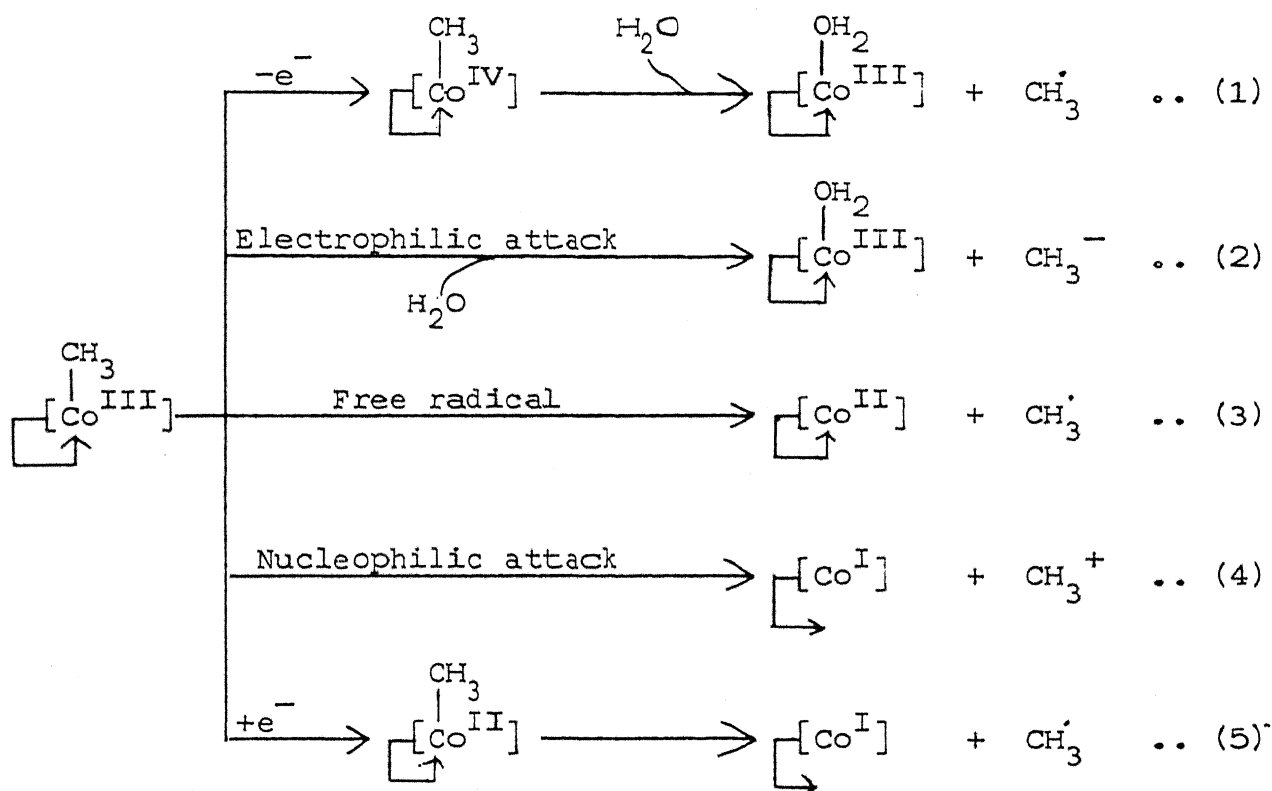 CH3 H2O OH2
−e− [Co IV] [Co III] + CH3• .. (1)
OH2
Electrophilic attack [Co III] + CH3− .. (2)
H2O
CH3
[Co III] Free radical [Co II] + CH3• .. (3)
Nucleophilic attack [Co I] + CH3+ .. (4)
CH3
+e− [Co II] [Co I] + CH3• .. (5)